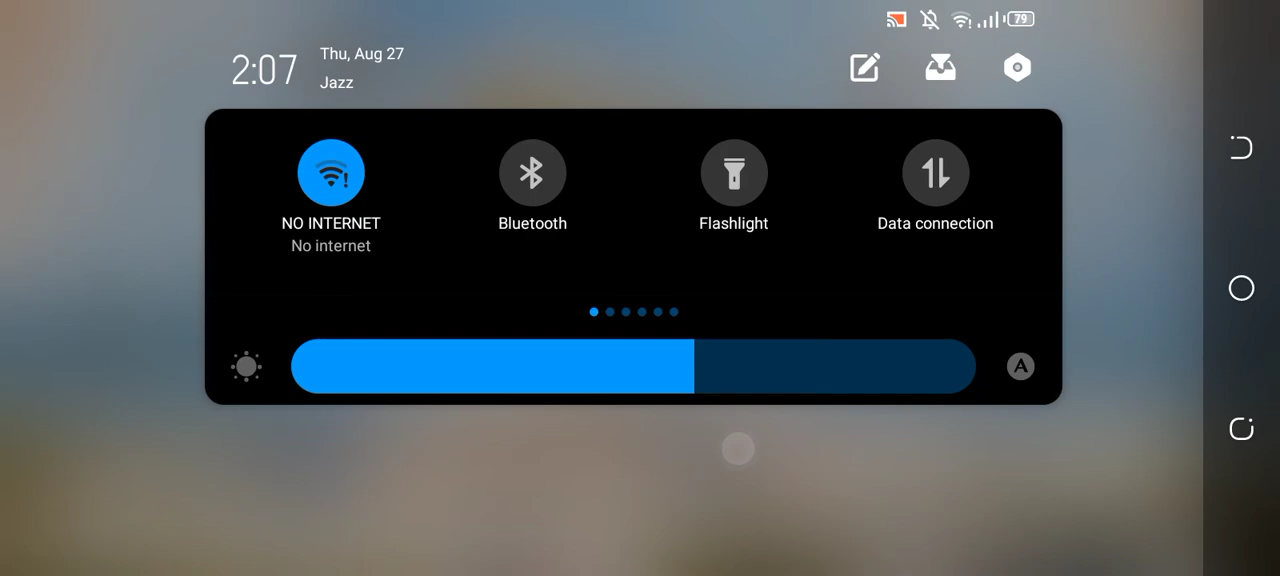 79
2:07
Thu, Aug 27
Jazz
NO INTERNET
No internet
Bluetooth
Flashlight
Data connection
A